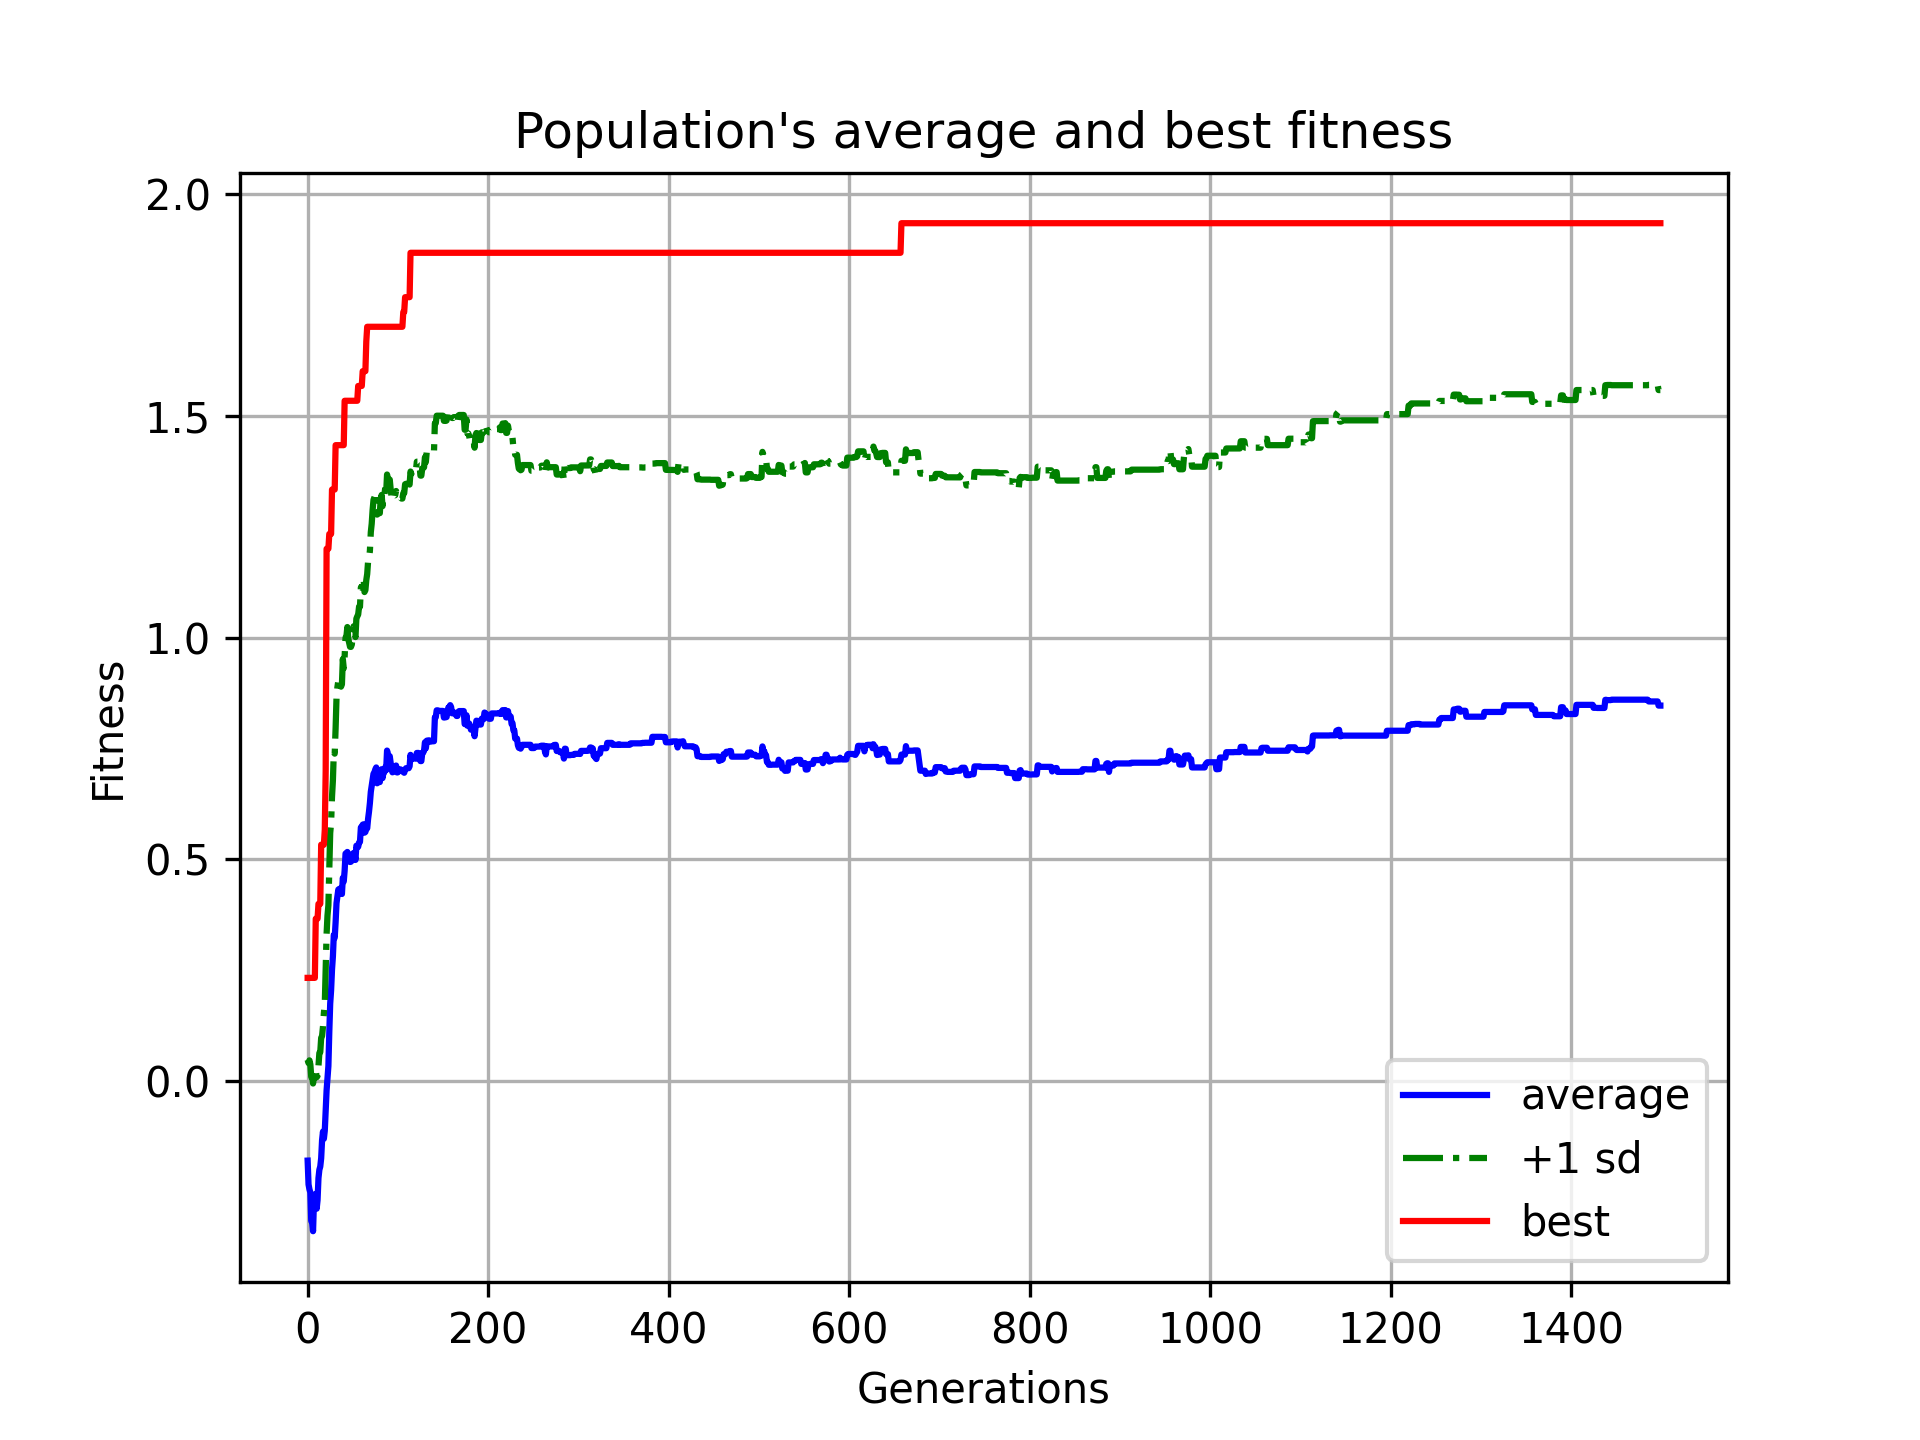 Population's average and best fitness
Fitness
2.0
1.5
1.0
0.5
0.0
average
+1 sd
best
0 200 400 600 800 1000 1200 1400
Generations